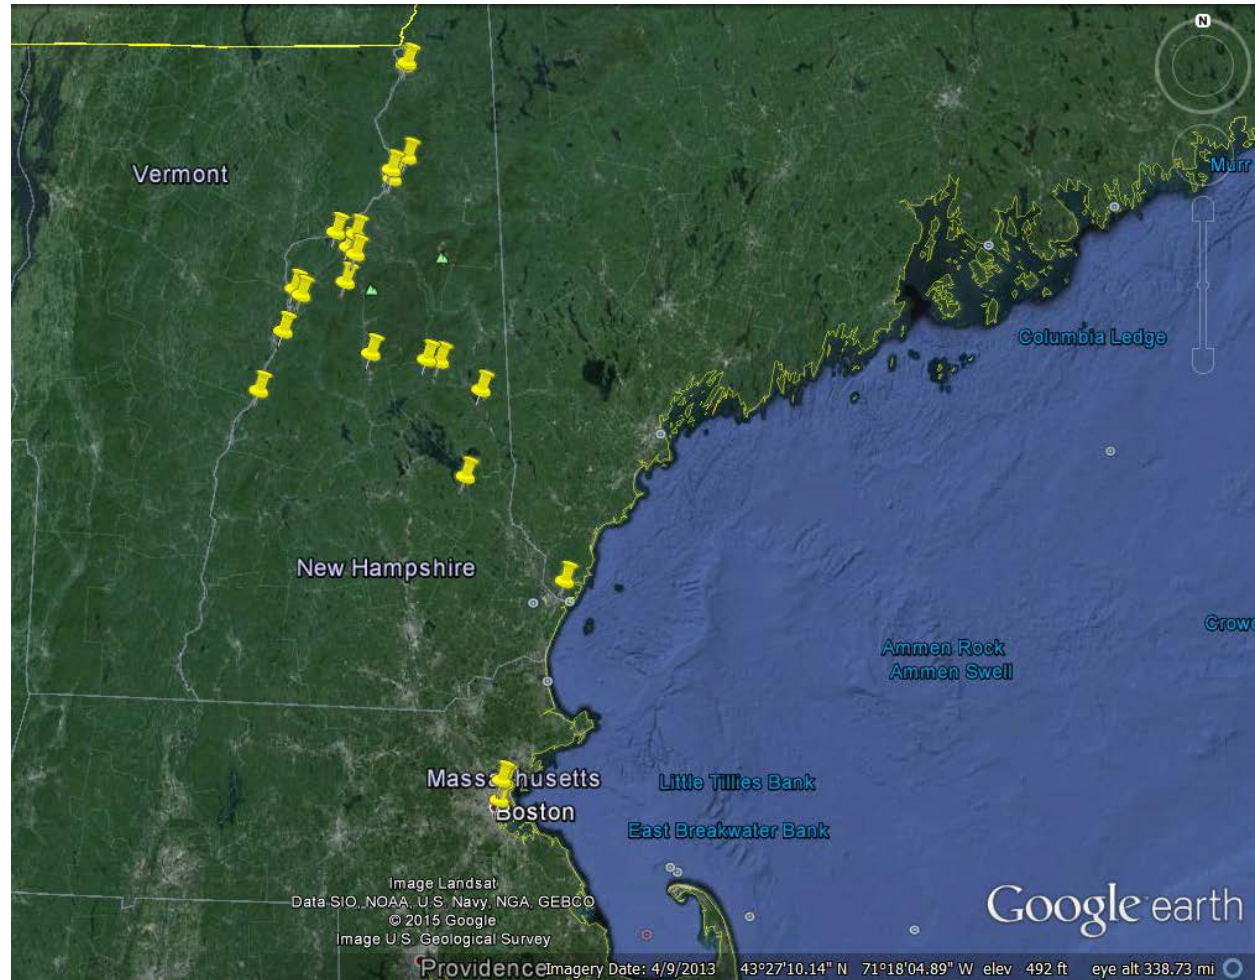 N
Vermont
Murr
Columbia Ledge
New Hampshire
Crowd
Ammen Rock
Ammen Swell
Massachusetts
Little Tillies Bank
Boston
East Breakwater Bank
Image Landsat
Data SIO, NOAA, U.S. Navy, NGA, GEBCO
© 2015 Google
Image U.S. Geological Survey
Google earth
Providence
Imagery Date: 4/9/2013 43°27'10.14" N 71°18'04.89" W elev 492 ft eye alt 338.73 mi